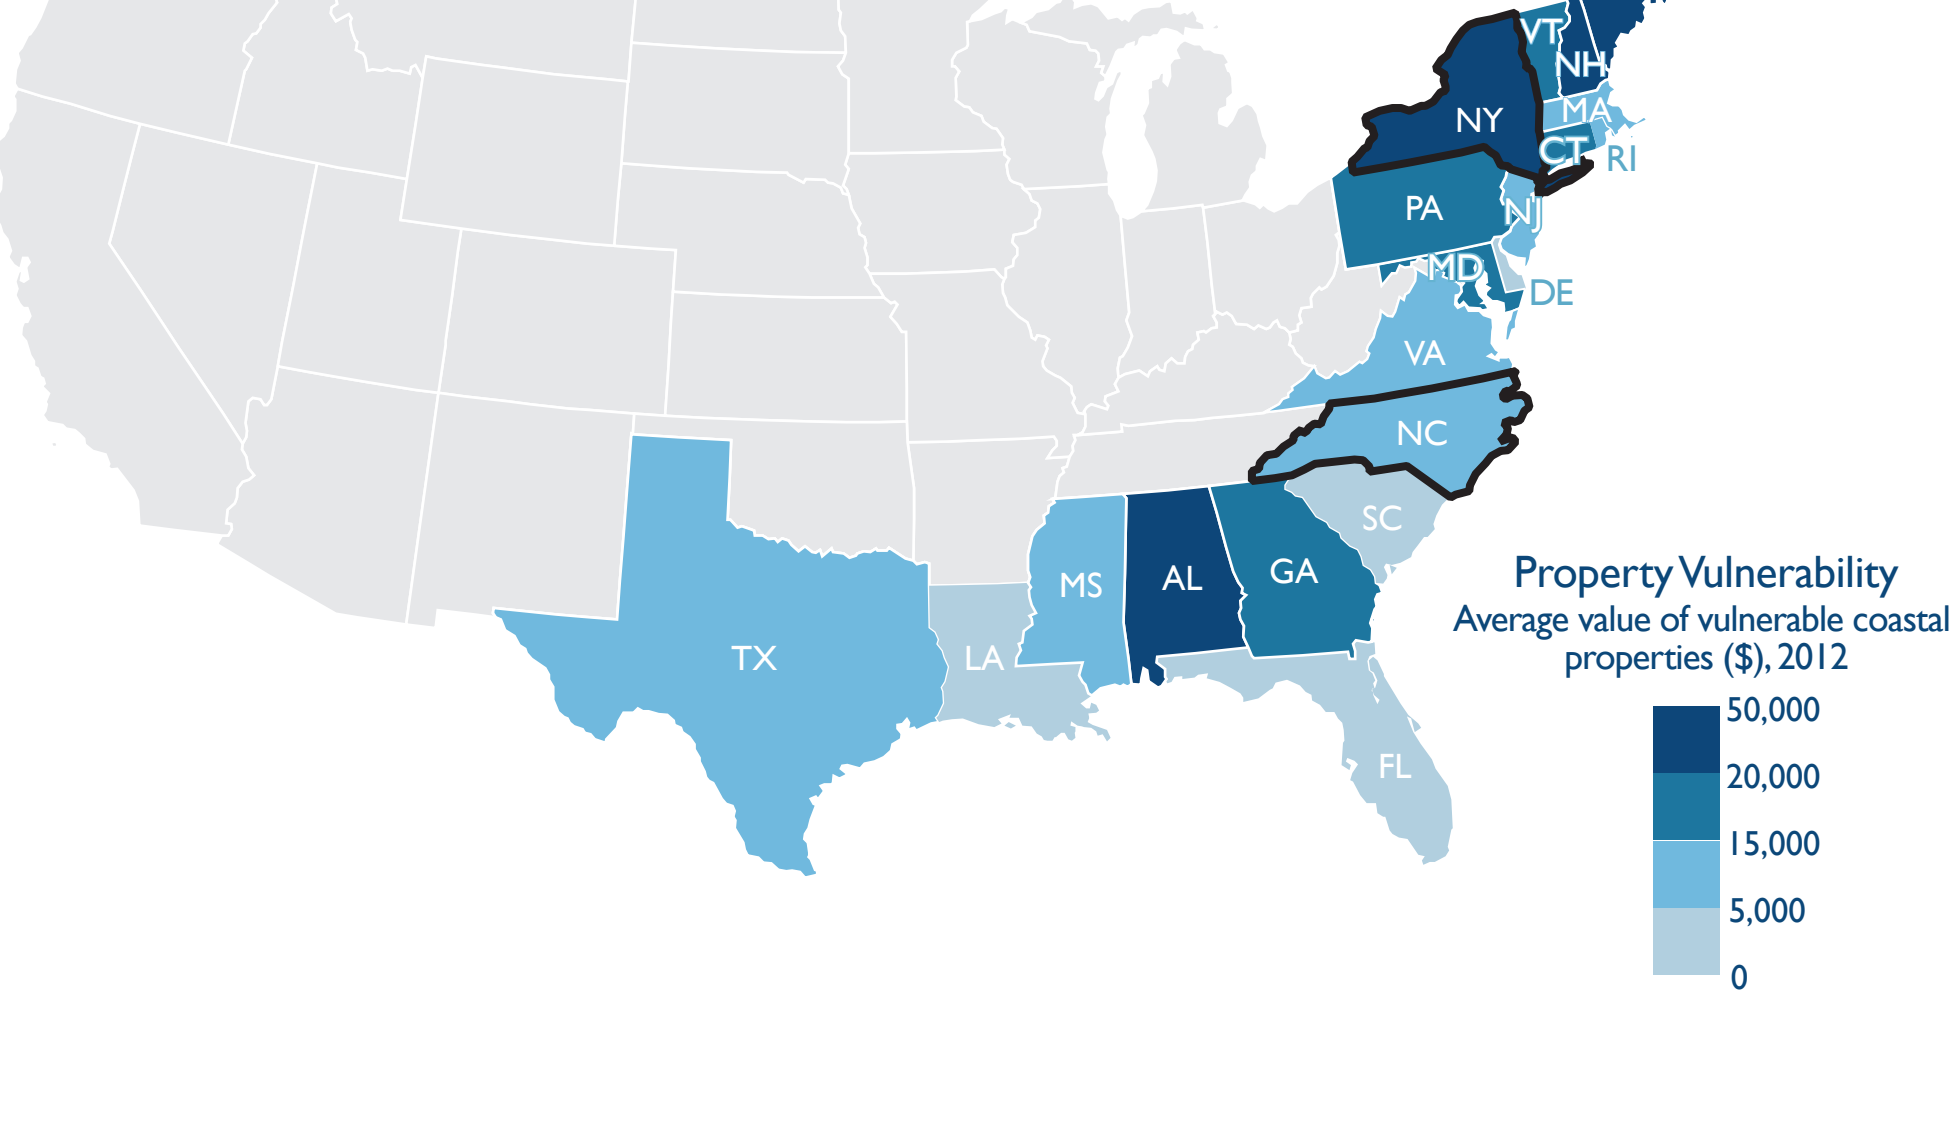 VT
NH
NY
MA
CT
RI
PA
NJ
MD
DE
VA
NC
SC
MS
AL
GA
TX
LA
FL
Property Vulnerability
Average value of vulnerable coastal
properties ($), 2012
50,000
20,000
15,000
5,000
0